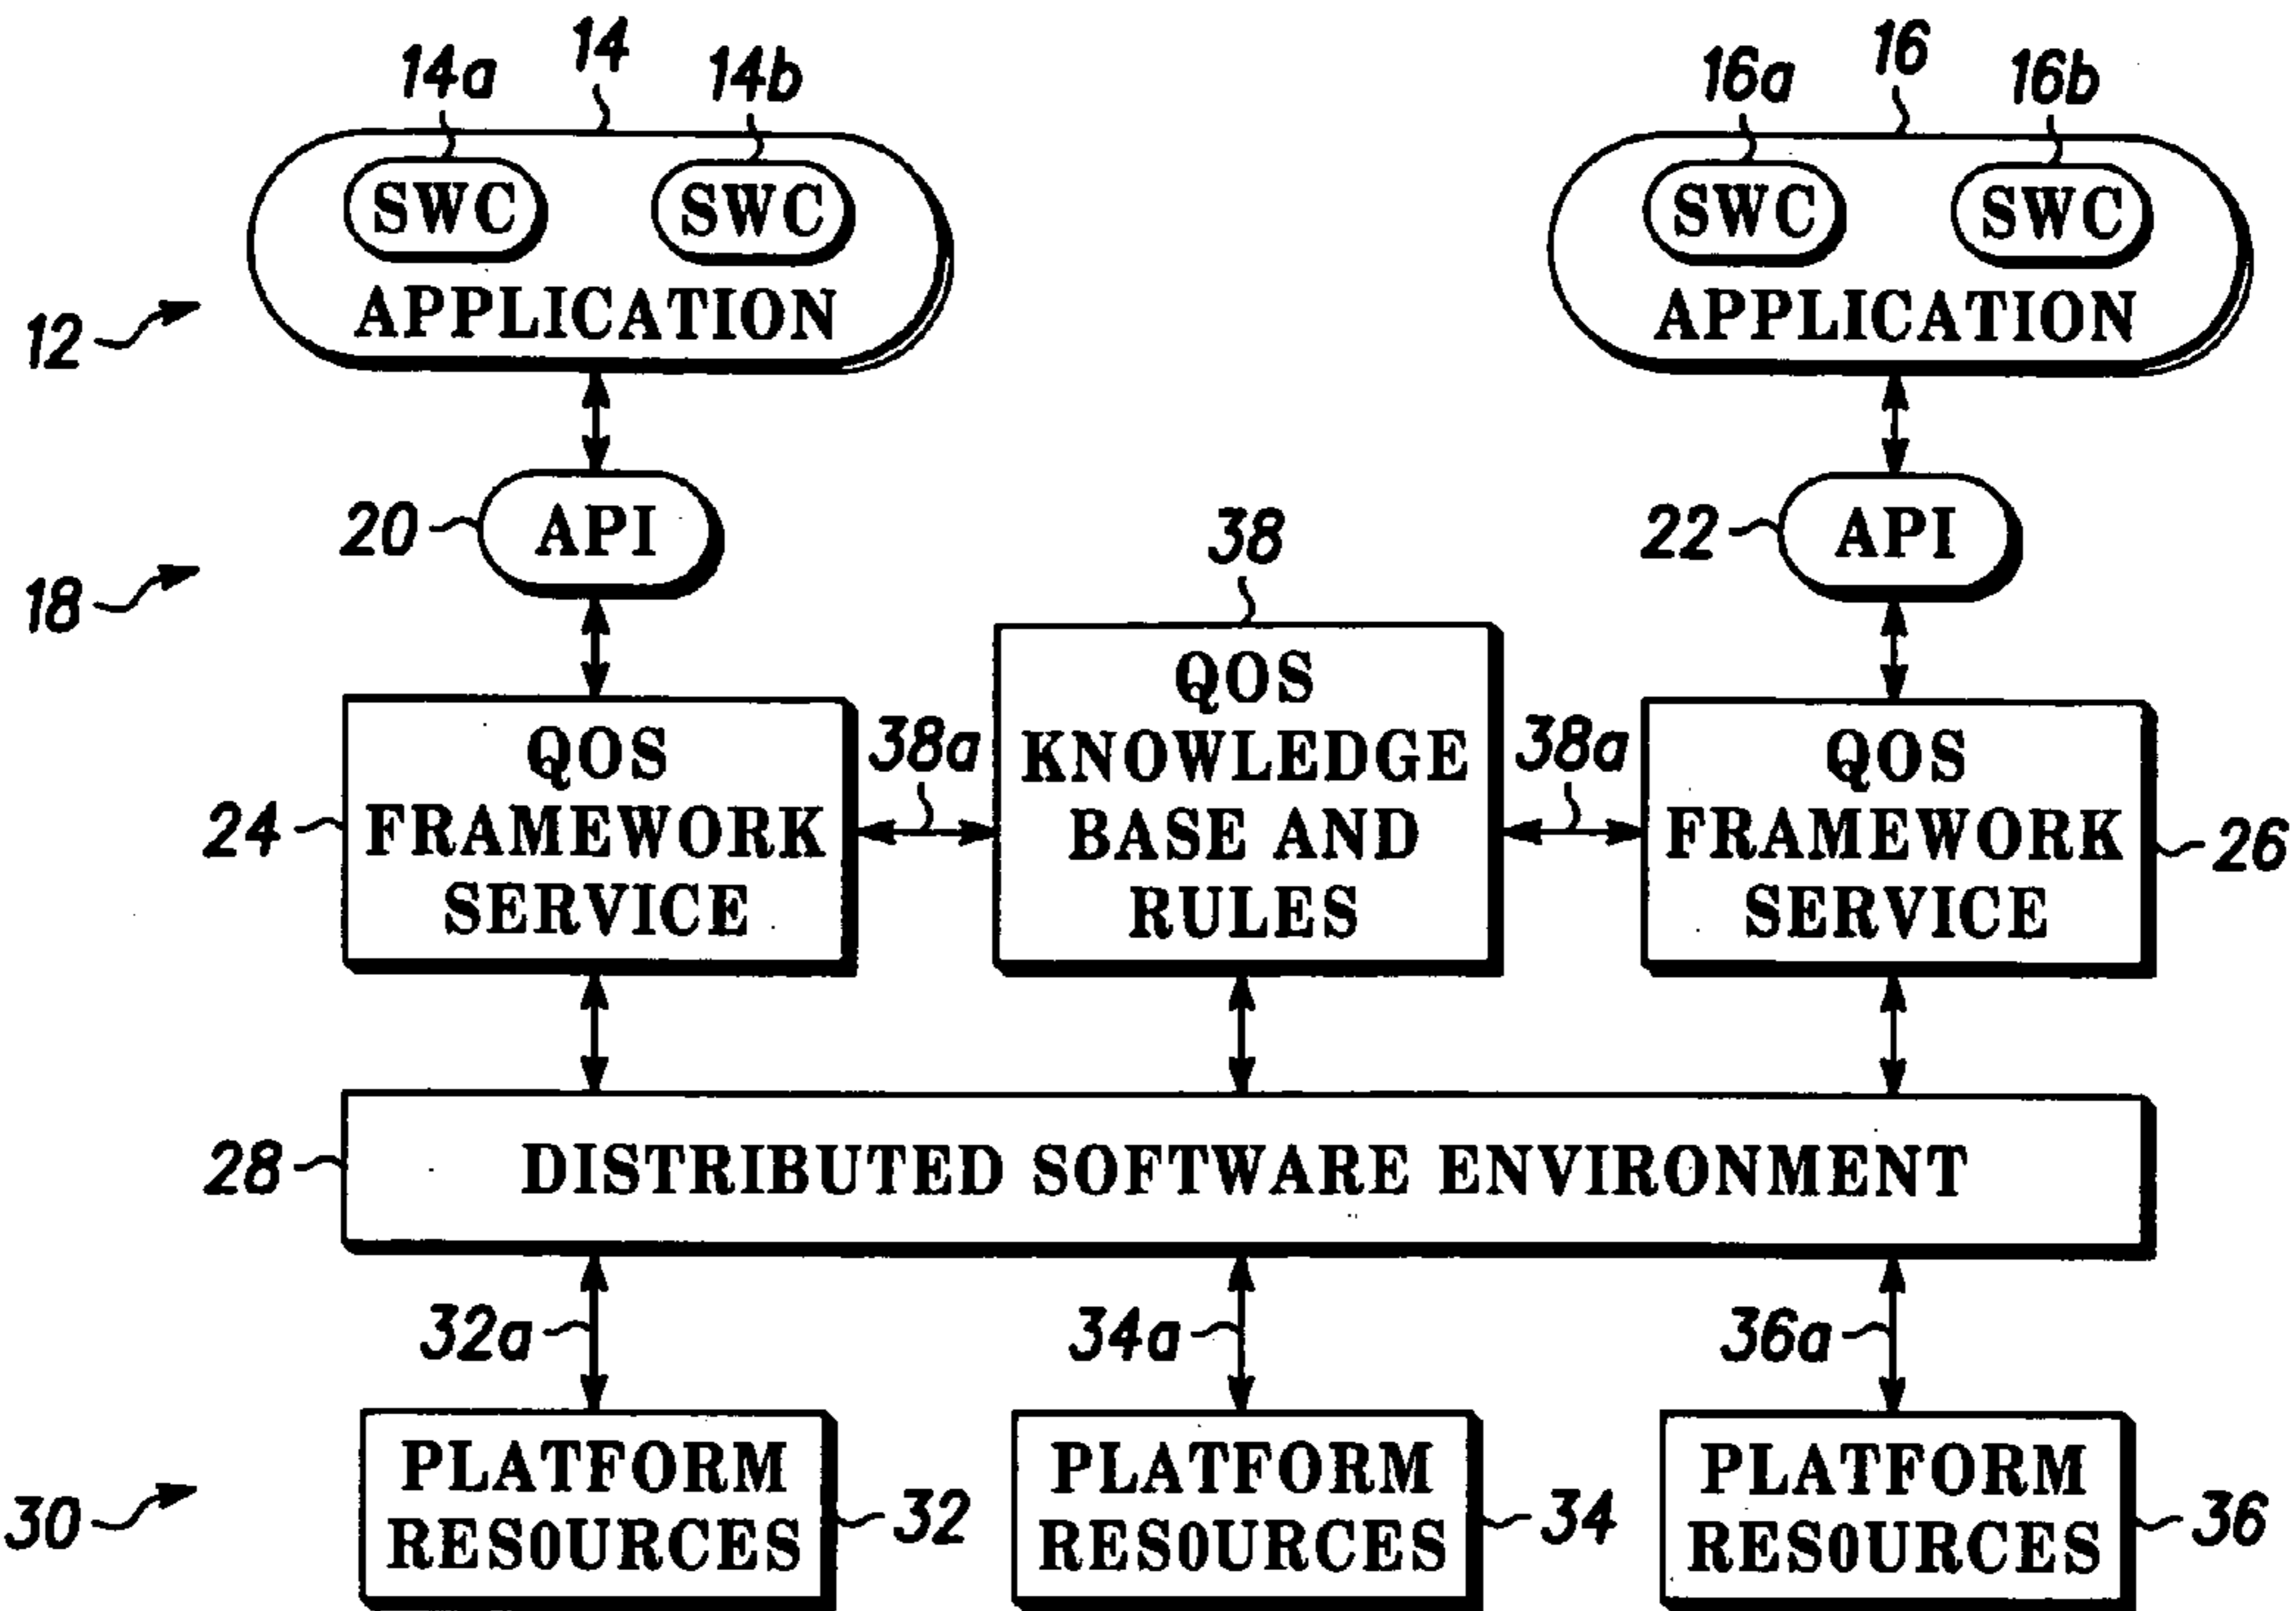 14
16
14a
14b
16a
16b
SWC
SWC
SWC
SWC
APPLICATION
APPLICATION
12
20
API
38
22
API
18
QOS
FRAMEWORK
SERVICE
24
38a
QOS
KNOWLEDGE
BASE AND
RULES
38a
QOS
FRAMEWORK
SERVICE
26
28
DISTRIBUTED SOFTWARE ENVIRONMENT
32a
34a
36a
30
PLATFORM
RESOURCES
32
PLATFORM
RESOURCES
34
PLATFORM
RESOURCES
36